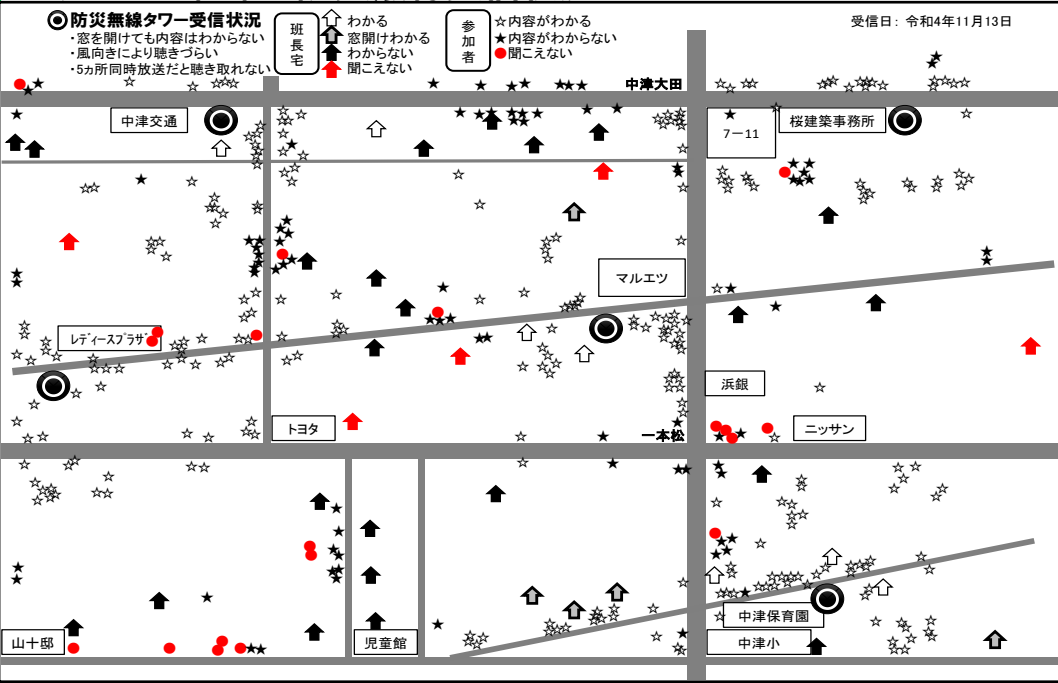 防災無線タワー受信状況
・窓を開けても内容はわからない
・風向きにより聴きづらい
・5ヵ所同時放送だと聴き取れない
班長宅
わかる
窓開けわかる
わからない
聞こえない
参加者
内容がわかる
内容がわからない
聞こえない
受信日： 令和4年11月13日
中津大田
中津交通
7－11
桜建築事務所
マルエツ
レディースプラザ
浜銀
トヨタ
一本松
ニッサン
中津保育園
山十邸
児童館
中津小